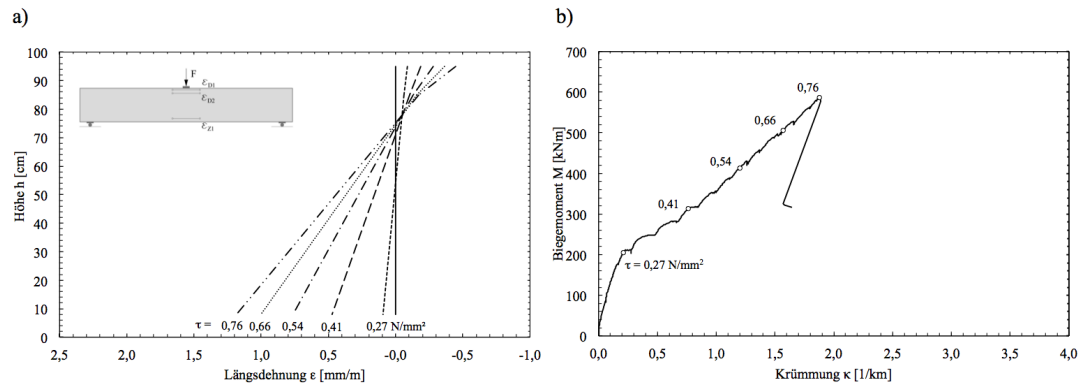 a)
100
90
80
70
60
50
40
30
20
10
0
Höhe h [cm]
F
εD1
εD2
εZ1
τ = 0,76 0,66 0,54 0,41 0,27 N/mm²
2,5 2,0 1,5 1,0 0,5 -0,0 -0,5 -1,0
Längsdehnung ε [mm/m]
b)
700
600
500
400
300
200
100
0
Biegemoment M [kNm]
0,76
0,66
0,54
0,41
τ = 0,27 N/mm²
0,0 0,5 1,0 1,5 2,0 2,5 3,0 3,5 4,0
Krümmung κ [1/km]